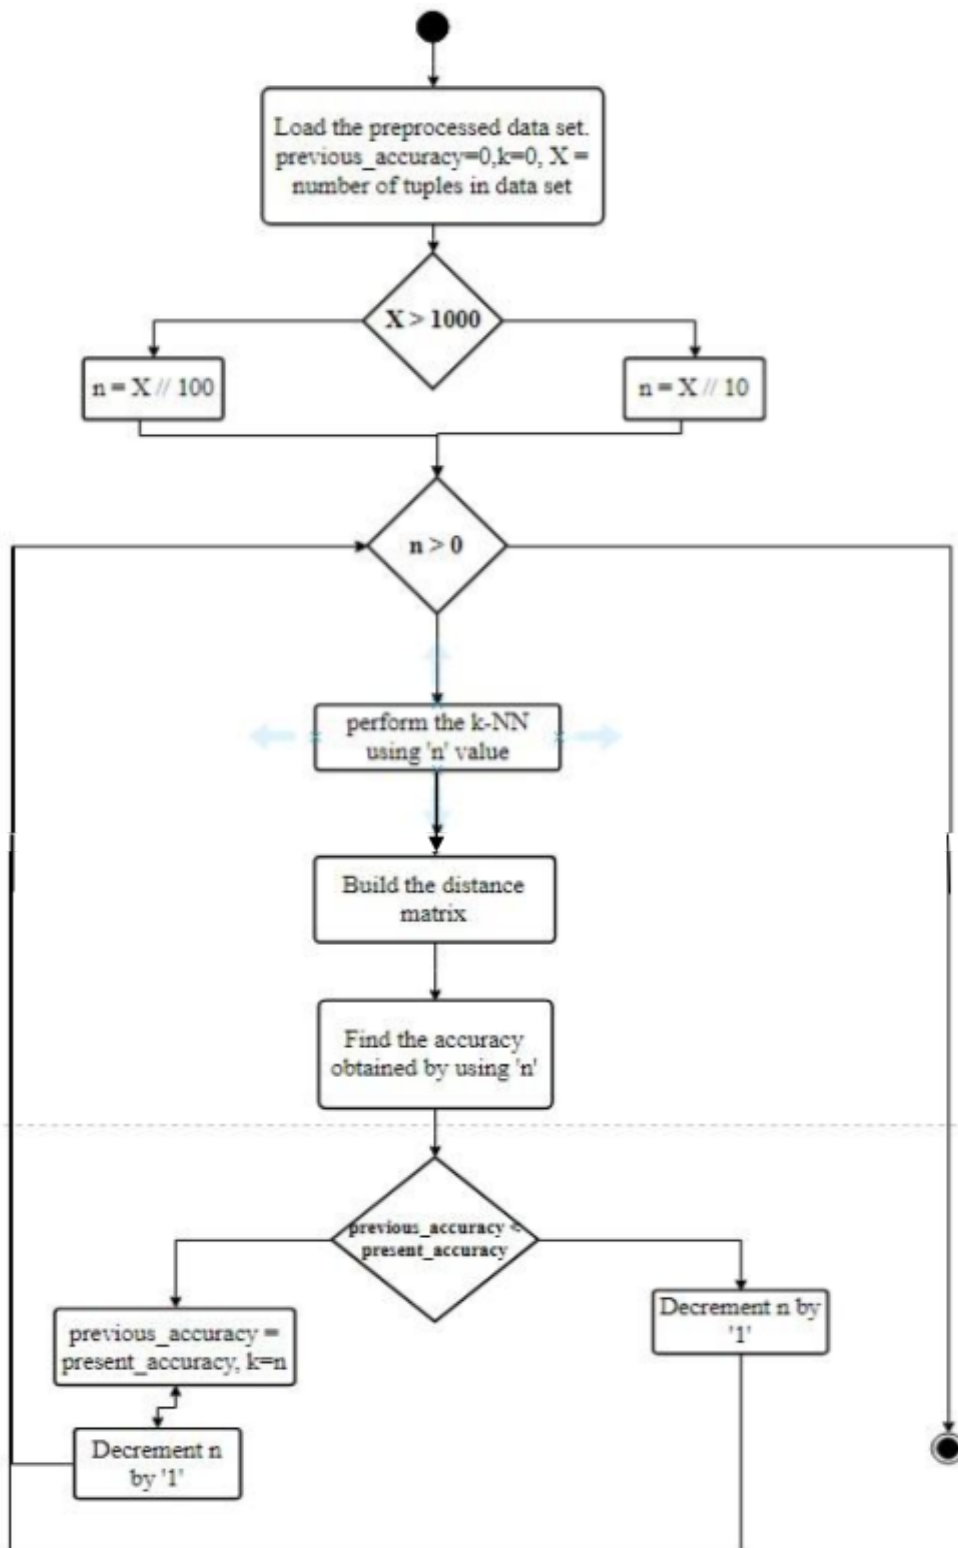 Load the preprocessed data set.
previous_accuracy=0,k=0, X =
number of tuples in data set
X > 1000
n = X // 100
n = X // 10
n > 0
perform the k-NN
using 'n' value
Build the distance
matrix
Find the accuracy
obtained by using 'n'
previous_accuracy <
present_accuracy
previous_accuracy =
present_accuracy, k=n
Decrement n by
'1'
Decrement n
by '1'